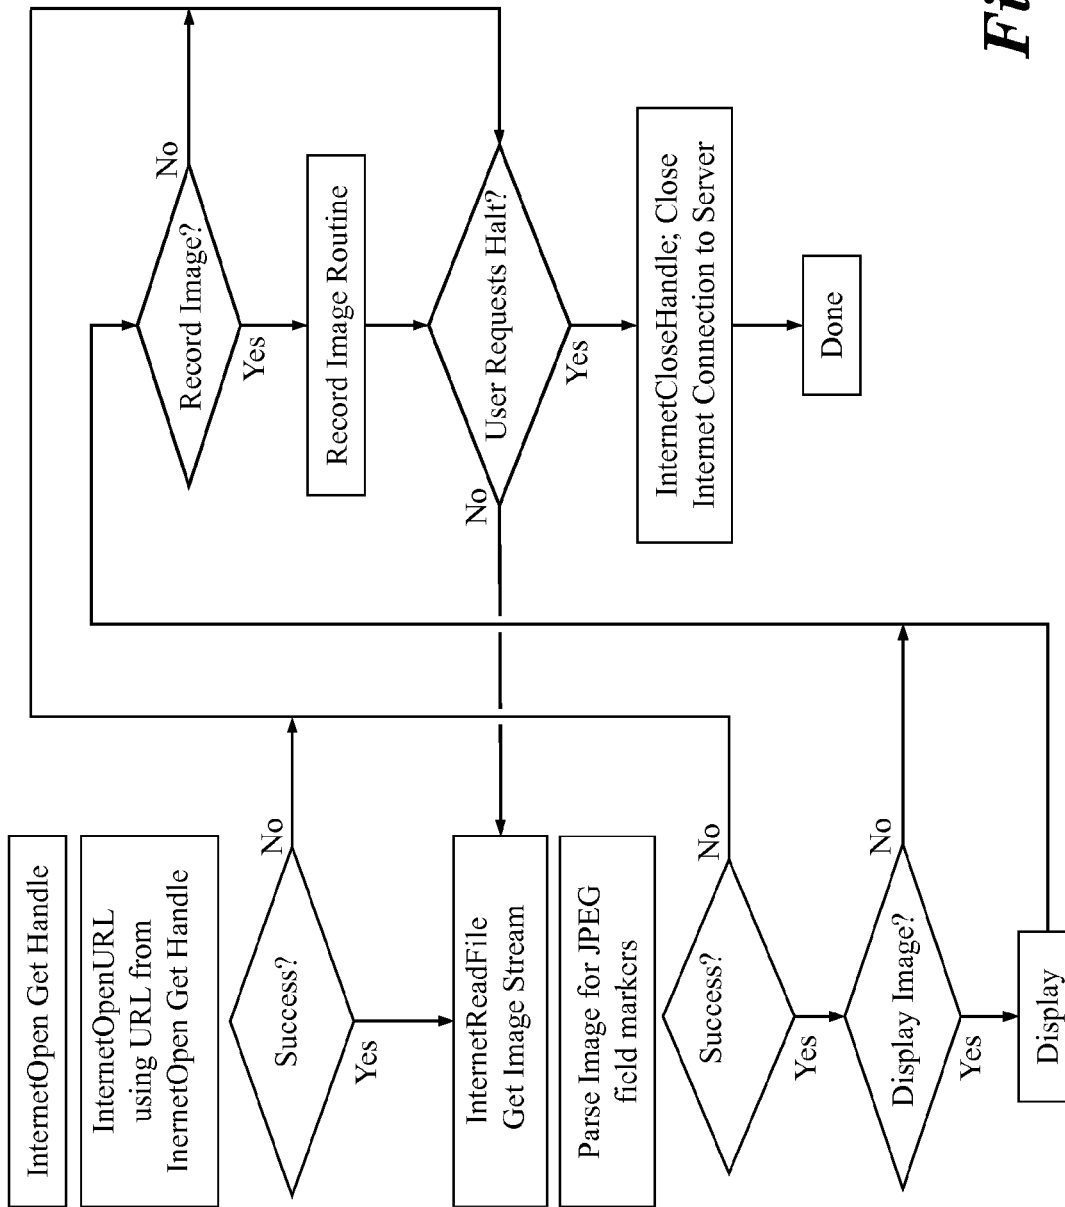 InternetOpen Get Handle
InternetOpenURL
using URL from
InernetOpen Get Handle
Success?
No
Yes
InternetReadFile
Get Image Stream
Parse Image for JPEG
field markers
Success?
No
Yes
Display Image?
No
Yes
Display
Record Image?
No
Yes
Record Image Routine
User Requests Halt?
No
Yes
InternetCloseHandle; Close
Internet Connection to Server
Done